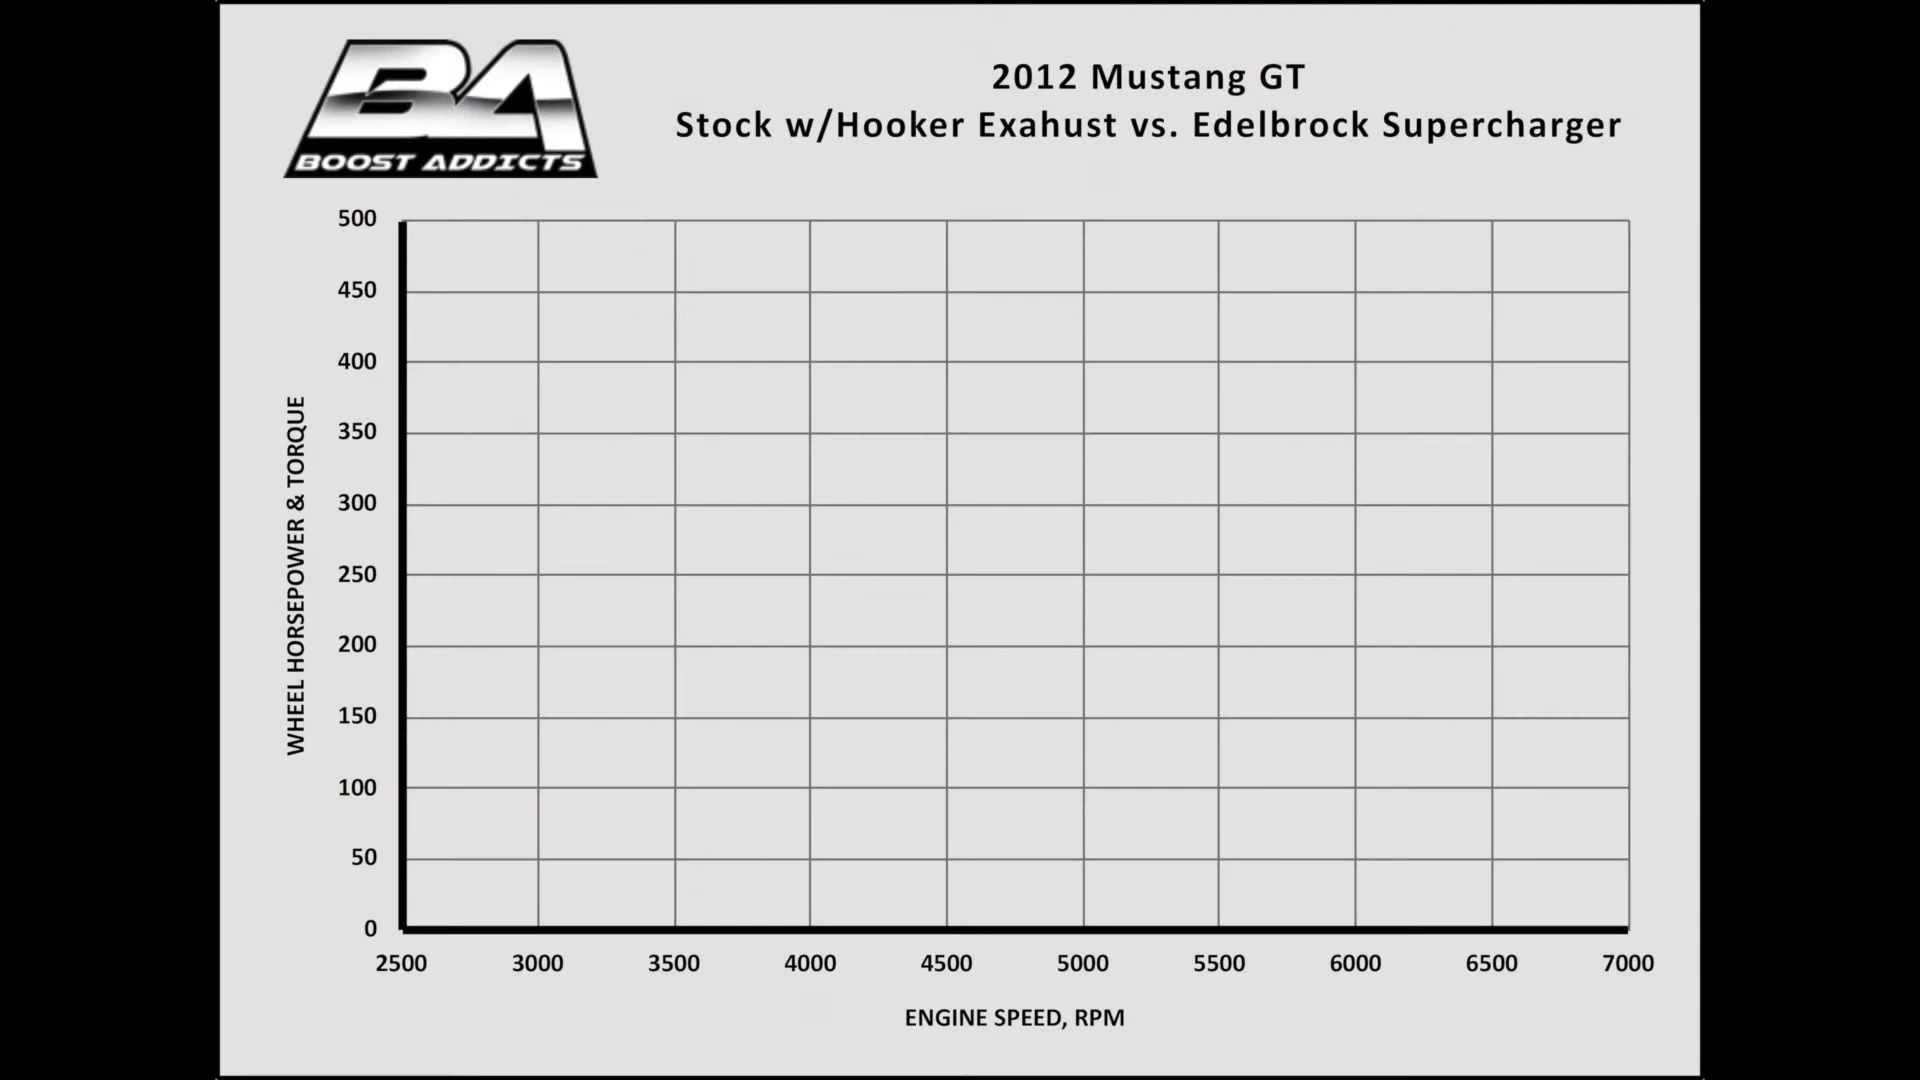 BA
BOOST ADDICTS
2012 Mustang GT
Stock w/Hooker Exahust vs. Edelbrock Supercharger
WHEEL HORSEPOWER & TORQUE
500
450
400
350
300
250
200
150
100
50
0
2500 3000 3500 4000 4500 5000 5500 6000 6500 7000
ENGINE SPEED, RPM